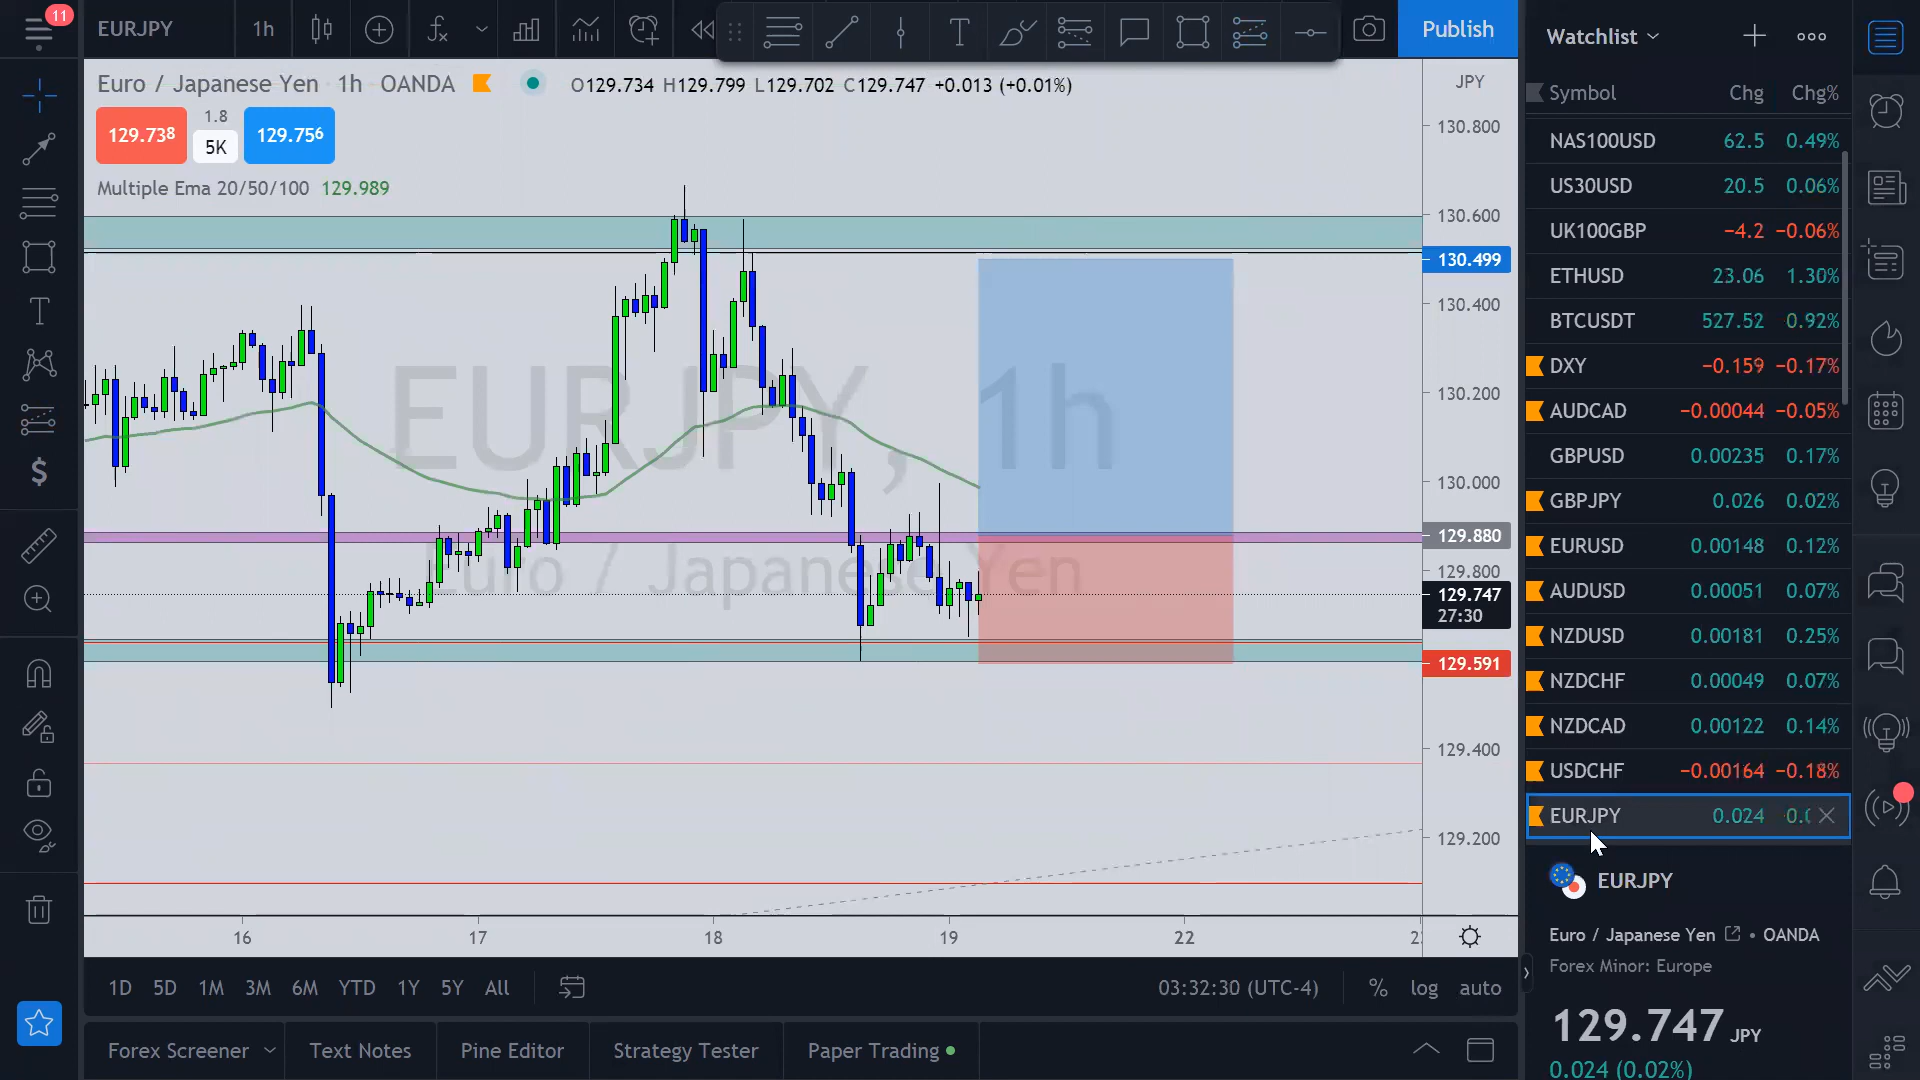 11
EURJPY 1h Publish
Euro / Japanese Yen 1h OANDA O129.734 H129.799 L129.702 C129.747 +0.013 (+0.01%)
129.738 1.8 5K 129.756
Multiple Ema 20/50/100 129.989
EURJPY, 1h
Euro / Japanese Yen
JPY
130.800
130.600
130.499
130.400
130.200
130.000
129.880
129.800
129.747
27:30
129.591
129.400
129.200
16 17 18 19 22
1D 5D 1M 3M 6M YTD 1Y 5Y All 03:32:30 (UTC-4) % log auto
Forex Screener Text Notes Pine Editor Strategy Tester Paper Trading
Watchlist
Symbol Chg Chg%
NAS100USD 62.5 0.49%
US30USD 20.5 0.06%
UK100GBP −4.2 −0.06%
ETHUSD 23.06 1.30%
BTCUSDT 527.52 0.92%
DXY −0.159 −0.17%
AUDCAD −0.00044 −0.05%
GBPUSD 0.00235 0.17%
GBPJPY 0.026 0.02%
EURUSD 0.00148 0.12%
AUDUSD 0.00051 0.07%
NZDUSD 0.00181 0.25%
NZDCHF 0.00049 0.07%
NZDCAD 0.00122 0.14%
USDCHF −0.00164 −0.18%
EURJPY 0.024
EURJPY
Euro / Japanese Yen • OANDA
Forex Minor: Europe
129.747 JPY
0.024 (0.02%)